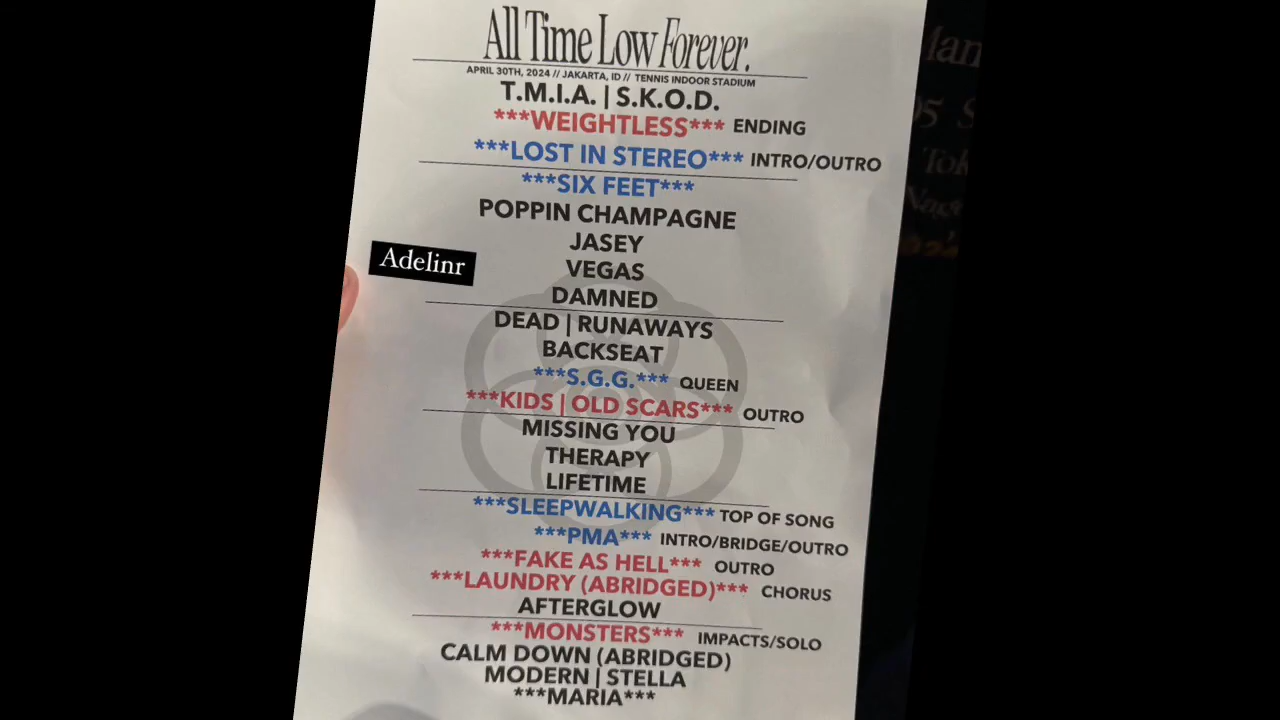 All Time Low Forever.
APRIL 30TH, 2024 // JAKARTA, ID // TENNIS INDOOR STADIUM
T.M.I.A. | S.K.O.D.
***WEIGHTLESS*** ENDING
***LOST IN STEREO*** INTRO/OUTRO
***SIX FEET***
POPPIN CHAMPAGNE
JASEY
Adelinr
VEGAS
DAMNED
DEAD | RUNAWAYS
BACKSEAT
***S.G.G.*** QUEEN
***KIDS | OLD SCARS*** OUTRO
MISSING YOU
THERAPY
LIFETIME
***SLEEPWALKING*** TOP OF SONG
***PMA*** INTRO/BRIDGE/OUTRO
***FAKE AS HELL*** OUTRO
***LAUNDRY (ABRIDGED)*** CHORUS
AFTERGLOW
***MONSTERS*** IMPACTS/SOLO
CALM DOWN (ABRIDGED)
MODERN | STELLA
***MARIA***